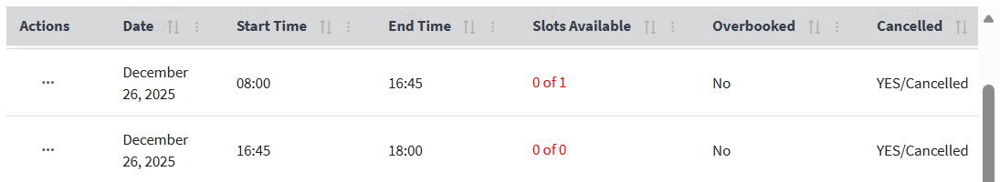 Actions Date Start Time End Time Slots Available Overbooked Cancelled
December 26, 2025 08:00 16:45 0 of 1 No YES/Cancelled
December 26, 2025 16:45 18:00 0 of 0 No YES/Cancelled